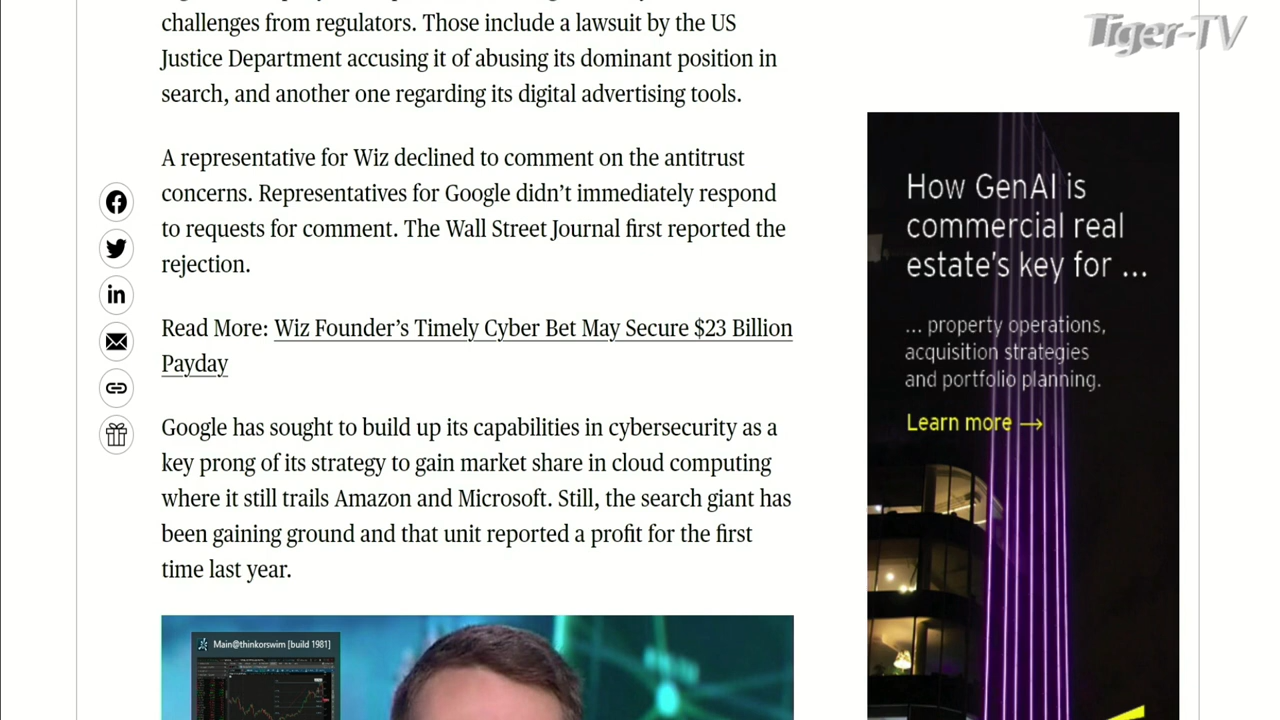 Tiger-TV
challenges from regulators. Those include a lawsuit by the US
Justice Department accusing it of abusing its dominant position in
search, and another one regarding its digital advertising tools.
A representative for Wiz declined to comment on the antitrust
concerns. Representatives for Google didn’t immediately respond
to requests for comment. The Wall Street Journal first reported the
rejection.
Read More: Wiz Founder’s Timely Cyber Bet May Secure $23 Billion
Payday
Google has sought to build up its capabilities in cybersecurity as a
key prong of its strategy to gain market share in cloud computing
where it still trails Amazon and Microsoft. Still, the search giant has
been gaining ground and that unit reported a profit for the first
time last year.
Main@thinkorswim [build 1981]
How GenAI is
commercial real
estate’s key for ...
... property operations,
acquisition strategies
and portfolio planning.
Learn more →